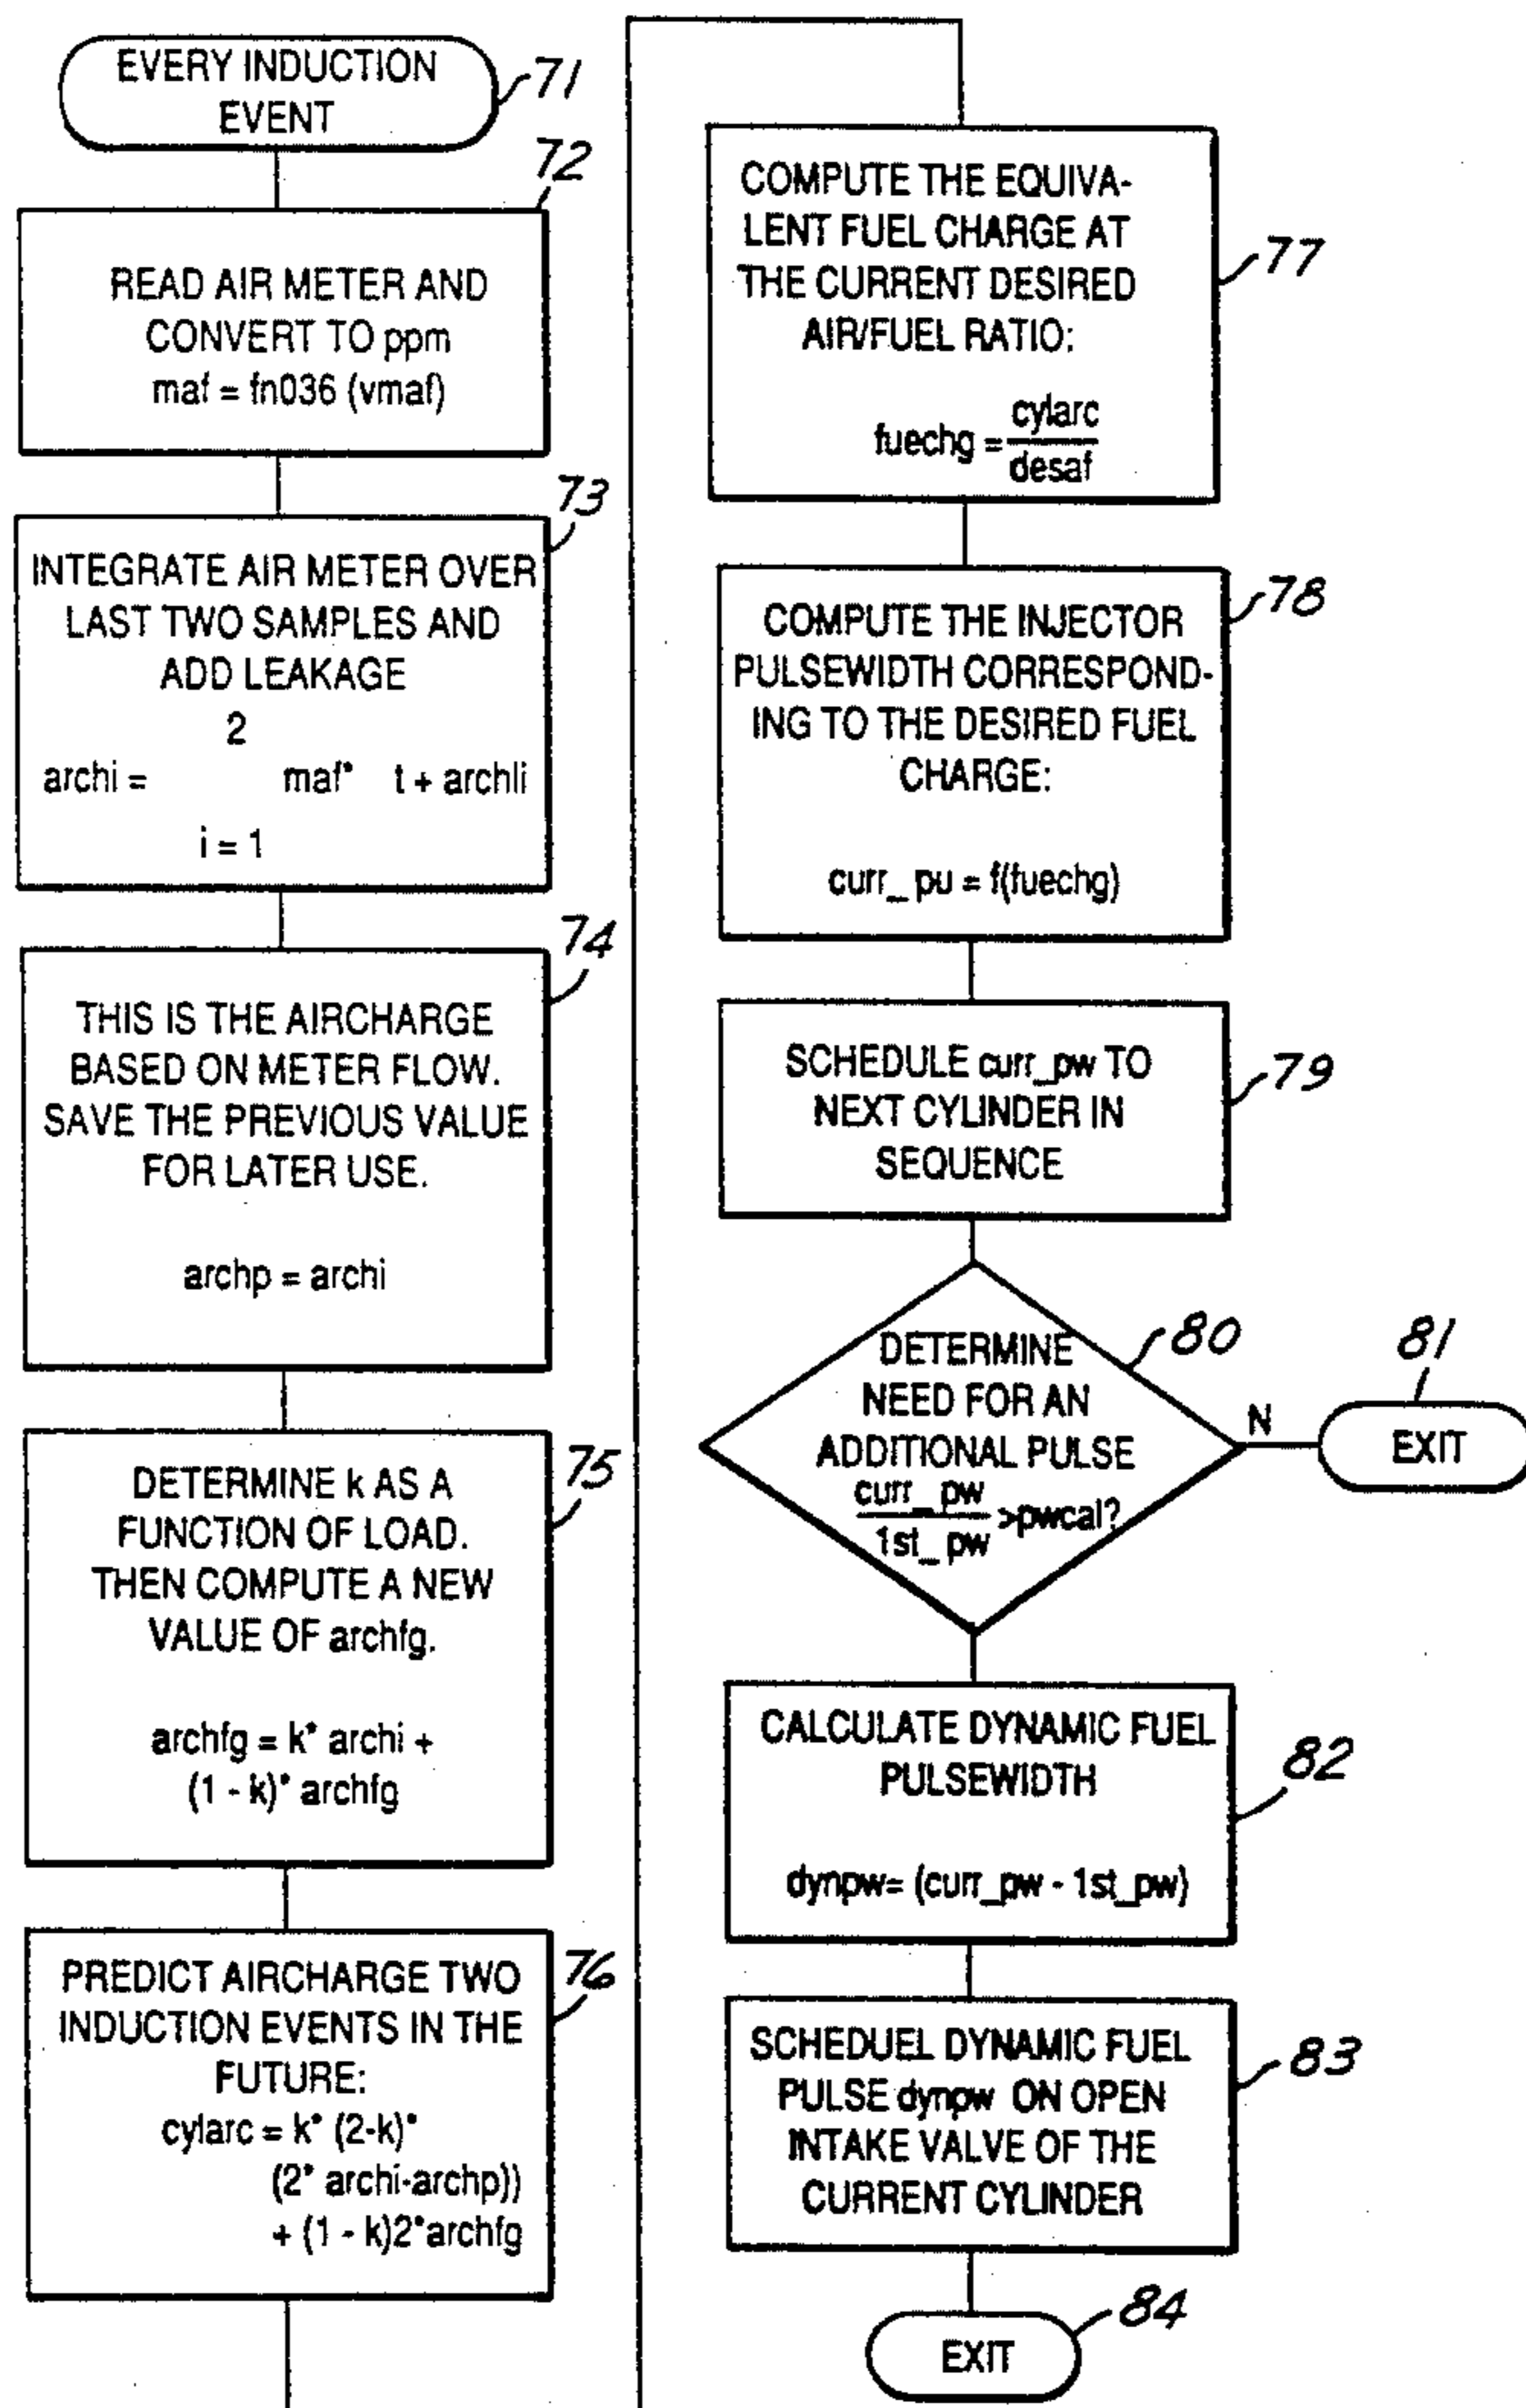 EVERY INDUCTION
EVENT
71
72
READ AIR METER AND
CONVERT TO ppm
maf = fn036 (vmaf)
73
INTEGRATE AIR METER OVER
LAST TWO SAMPLES AND
ADD LEAKAGE
2
archi = maf* t + archli
i = 1
74
THIS IS THE AIRCHARGE
BASED ON METER FLOW.
SAVE THE PREVIOUS VALUE
FOR LATER USE.
archp = archi
75
DETERMINE k AS A
FUNCTION OF LOAD.
THEN COMPUTE A NEW
VALUE OF archfg.
archfg = k* archi +
(1 - k)* archfg
76
PREDICT AIRCHARGE TWO
INDUCTION EVENTS IN THE
FUTURE:
cylarc = k* (2-k)*
(2* archi-archp))
+ (1 - k)2*archfg
77
COMPUTE THE EQUIVA-
LENT FUEL CHARGE AT
THE CURRENT DESIRED
AIR/FUEL RATIO:
cylarc
fuechg =
desaf
78
COMPUTE THE INJECTOR
PULSEWIDTH CORRESPOND-
ING TO THE DESIRED FUEL
CHARGE:
curr_ pu = f(fuechg)
79
SCHEDULE curr_pw TO
NEXT CYLINDER IN
SEQUENCE
80
DETERMINE
NEED FOR AN
ADDITIONAL PULSE
curr_ pw
>pwcal?
1st_ pw
N
81
EXIT
82
CALCULATE DYNAMIC FUEL
PULSEWIDTH
dynpw= (curr_pw - 1st_pw)
83
SCHEDUEL DYNAMIC FUEL
PULSE dynpw ON OPEN
INTAKE VALVE OF THE
CURRENT CYLINDER
84
EXIT